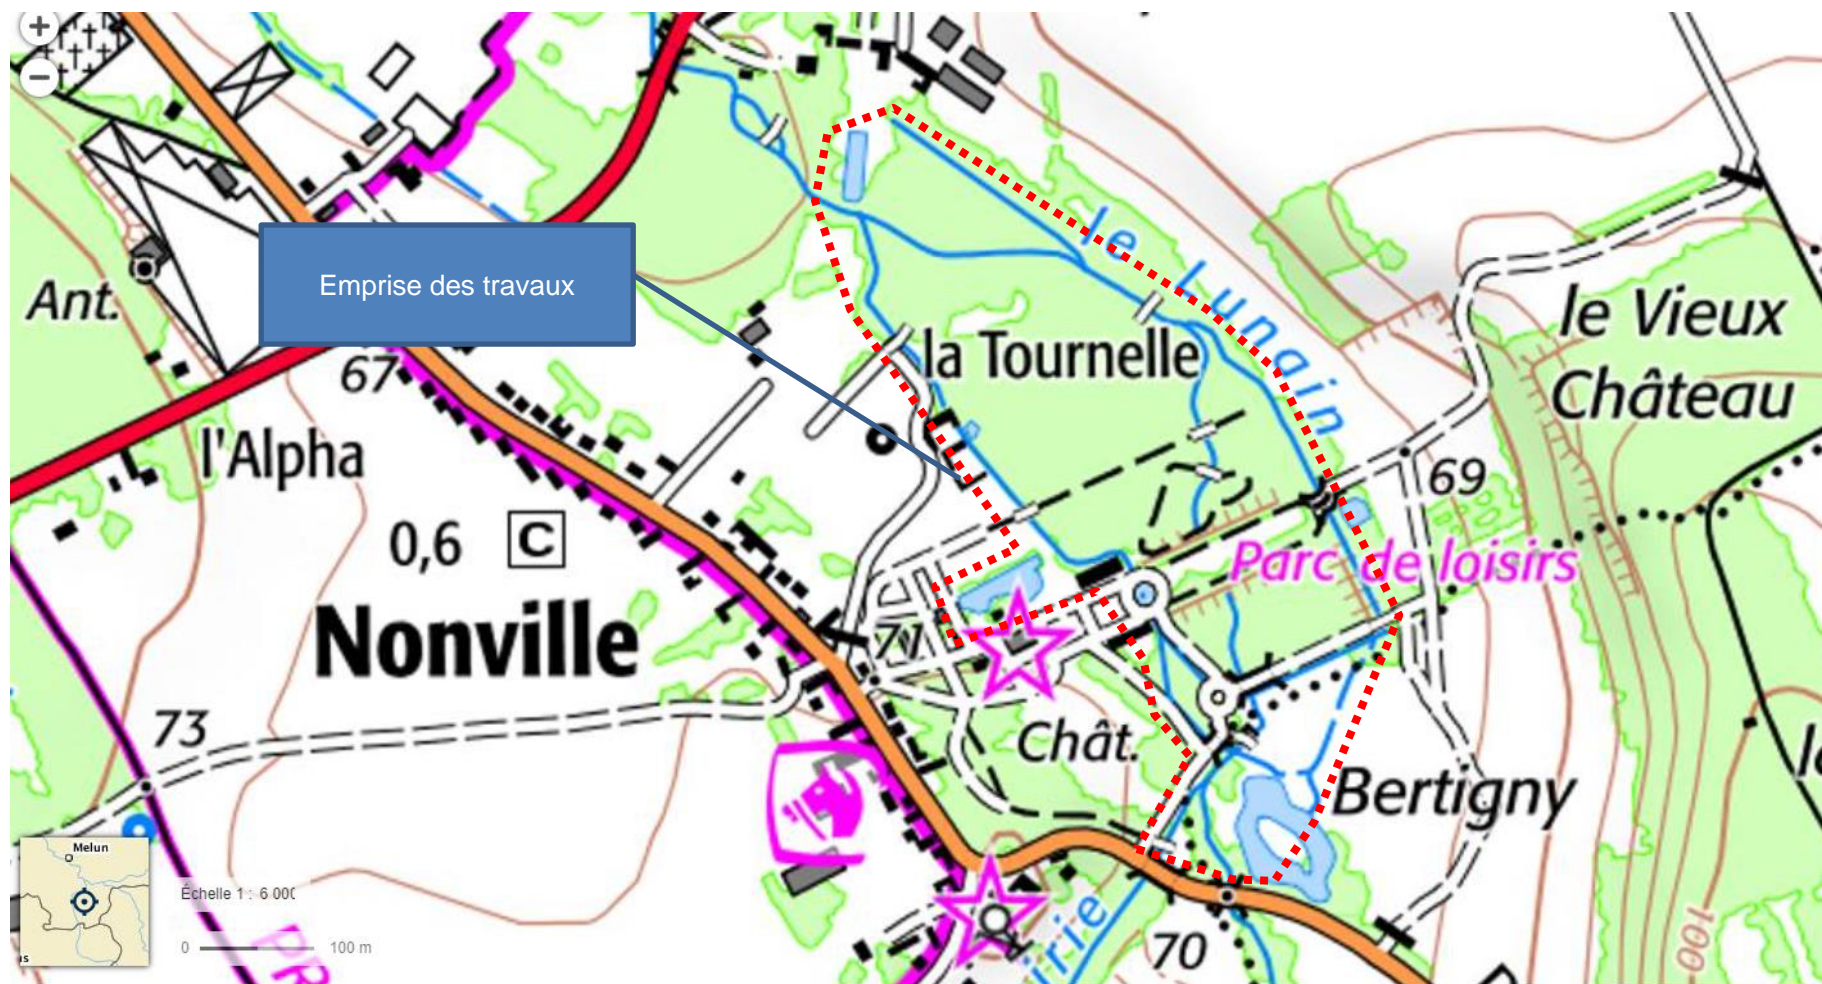 +
−
Ant.
Emprise des travaux
67
l'Alpha
0,6 C
Nonville
73
71
la Tournelle
le Lunain
le Vieux
Château
69
Parc de loisirs
Chât.
Bertigny
70
100
PR
Melun
Échelle 1 : 6 000
0 100 m